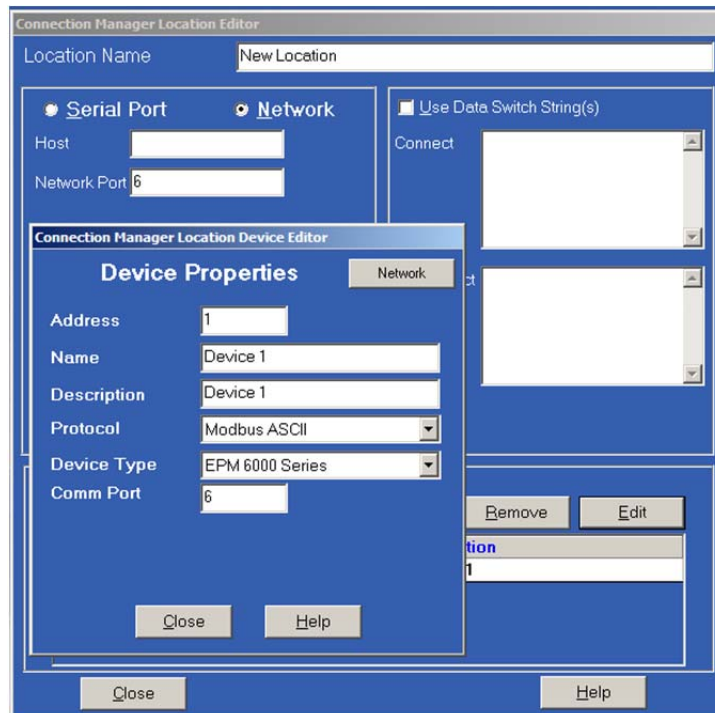 Connection Manager Location Editor
Location Name New Location
Serial Port Network
Host
Network Port 6
Use Data Switch String(s)
Connect
ct
Connection Manager Location Device Editor
Device Properties Network
Address 1
Name Device 1
Description Device 1
Protocol Modbus ASCII
Device Type EPM 6000 Series
Comm Port 6
Close Help
Remove Edit
tion
1
Close Help